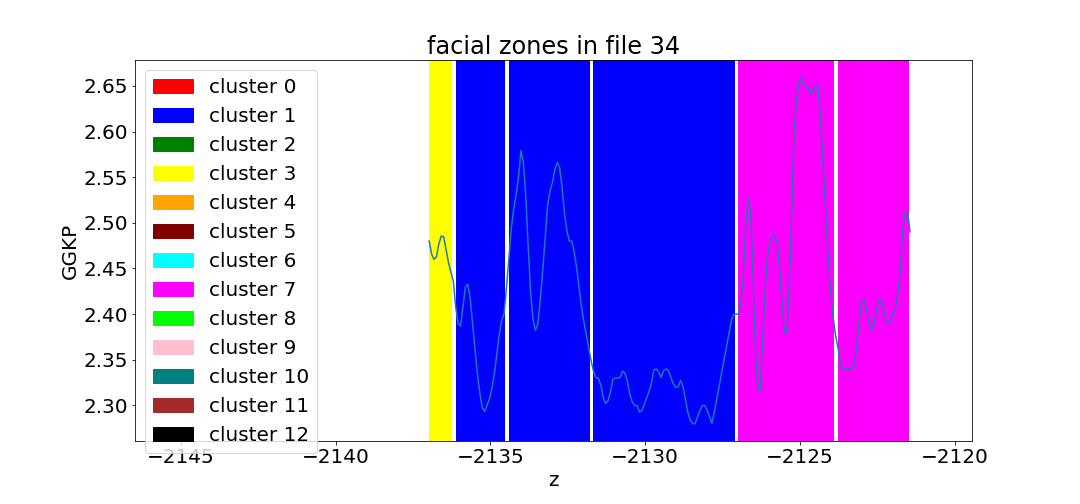 facial zones in file 34
GGKP
2.65
2.60
2.55
2.50
2.45
2.40
2.35
2.30
cluster 0
cluster 1
cluster 2
cluster 3
cluster 4
cluster 5
cluster 6
cluster 7
cluster 8
cluster 9
cluster 10
cluster 11
cluster 12
−2145 −2140 −2135 −2130 −2125 −2120
z